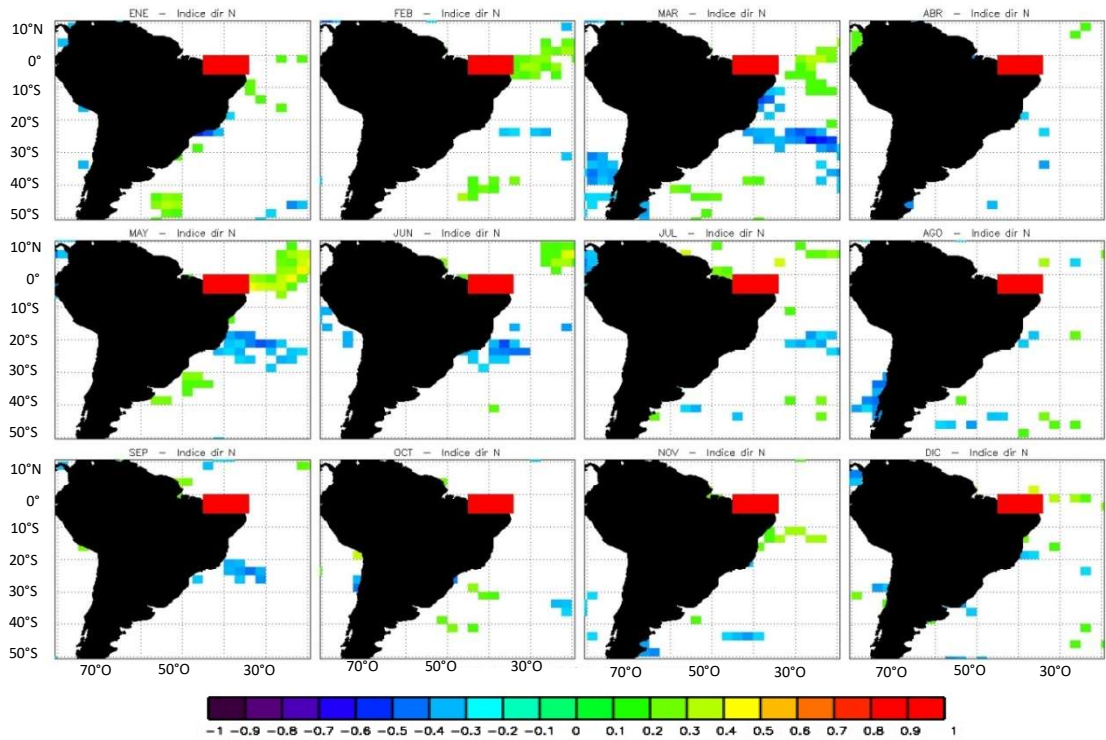 ENE – Indice dir N
FEB – Indice dir N
MAR – Indice dir N
ABR – Indice dir N
10°N
0°
10°S
20°S
30°S
40°S
50°S
MAY – Indice dir N
JUN – Indice dir N
JUL – Indice dir N
AGO – Indice dir N
10°N
0°
10°S
20°S
30°S
40°S
50°S
SEP – Indice dir N
OCT – Indice dir N
NOV – Indice dir N
DIC – Indice dir N
10°N
0°
10°S
20°S
30°S
40°S
50°S
70°O 50°O 30°O 70°O 50°O 30°O 70°O 50°O 30°O 70°O 50°O 30°O
-1 -0.9 -0.8 -0.7 -0.6 -0.5 -0.4 -0.3 -0.2 -0.1 0 0.1 0.2 0.3 0.4 0.5 0.6 0.7 0.8 0.9 1